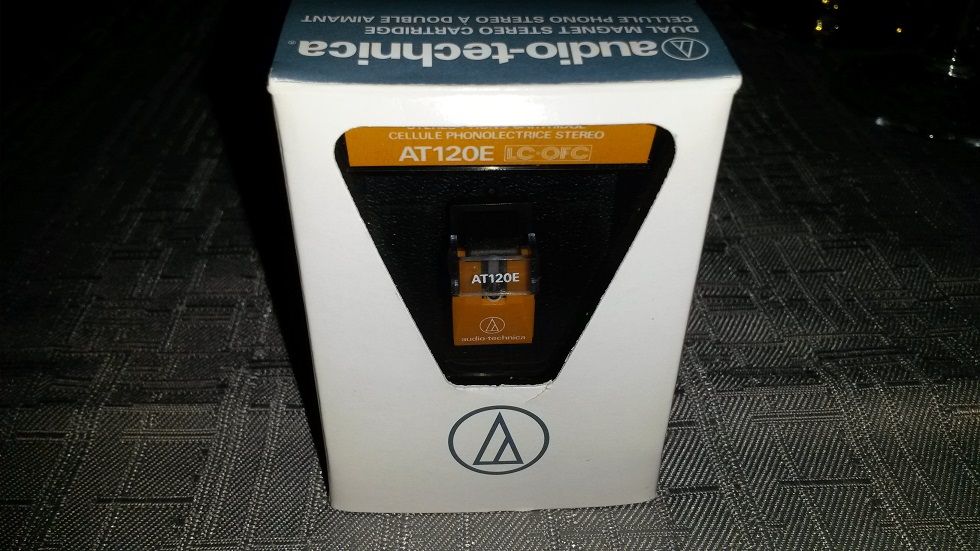 audio-technica®
DUAL MAGNET STEREO CARTRIDGE
CELLULE PHONO STEREO À DOUBLE AIMANT
CELLULE PHONOLECTRICE STEREO
AT120E LC-OFC
AT120E
audio-technica